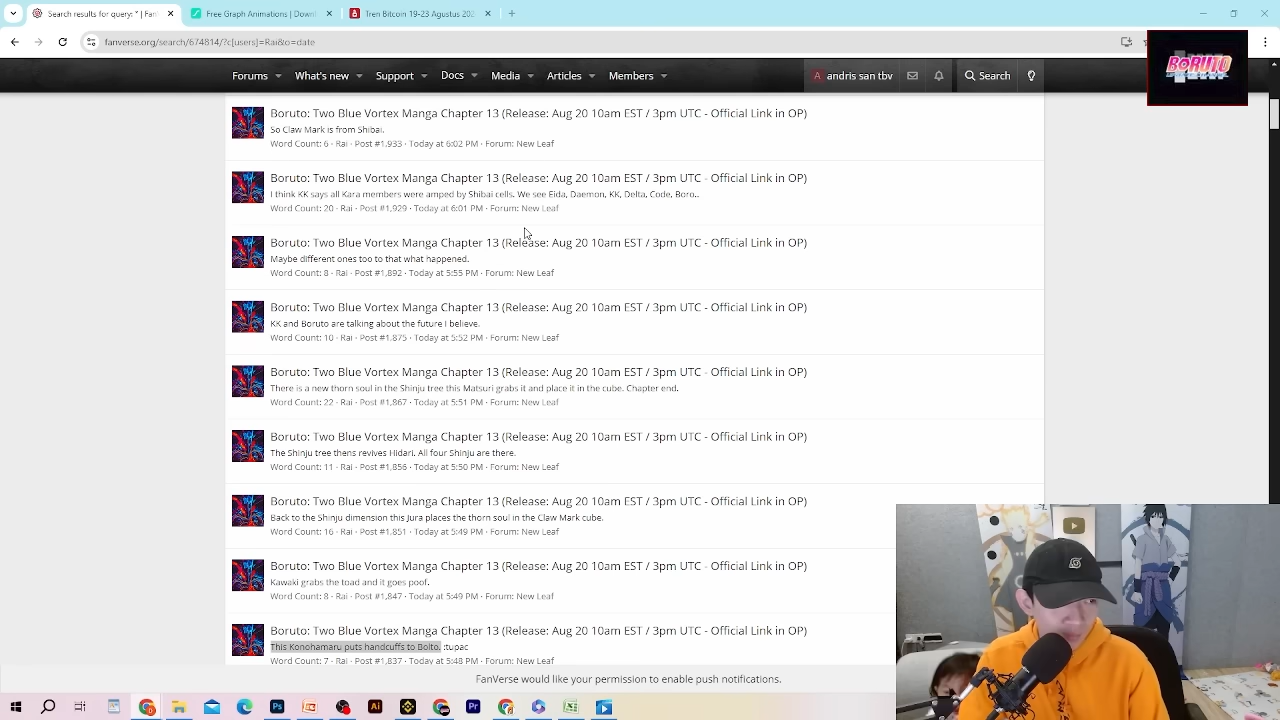 Search results for query: * | Fan
Free Graph Animations | Downl
Tren Bitoin 19-23 Agustus 202
fanverse.org/search/674814/?c[users]=Rai&o=date
Forums What's new Support Docs Articles Members andris san tbv Search
A
BORUTO
Boruto: Two Blue Vortex Manga Chapter 13 (Release: Aug 20 10am EST / 3pm UTC - Official Link in OP)
So Claw Mark is from Shibai.
Word Count: 6 · Rai · Post #1,933 · Today at 6:02 PM · Forum: New Leaf
Boruto: Two Blue Vortex Manga Chapter 13 (Release: Aug 20 10am EST / 3pm UTC - Official Link in OP)
I think KK says all Kara members were amped by Shibai cells. We see Eida, Daemon, KK, Delta, Code, Boro..
Word Count: 20 · Rai · Post #1,929 · Today at 6:01 PM · Forum: New Leaf
Boruto: Two Blue Vortex Manga Chapter 13 (Release: Aug 20 10am EST / 3pm UTC - Official Link in OP)
Maybe different ones too to that what happened.
Word Count: 8 · Rai · Post #1,892 · Today at 5:55 PM · Forum: New Leaf
Boruto: Two Blue Vortex Manga Chapter 13 (Release: Aug 20 10am EST / 3pm UTC - Official Link in OP)
KK and Boruto are talking about the future I believe.
Word Count: 10 · Rai · Post #1,875 · Today at 5:52 PM · Forum: New Leaf
Boruto: Two Blue Vortex Manga Chapter 13 (Release: Aug 20 10am EST / 3pm UTC - Official Link in OP)
There is a new thorn soul in the Shinju tree this Matsuri grabs it and place it in the cube. Chapter end.
Word Count: 22 · Rai · Post #1,867 · Today at 5:51 PM · Forum: New Leaf
Boruto: Two Blue Vortex Manga Chapter 13 (Release: Aug 20 10am EST / 3pm UTC - Official Link in OP)
The Shinju tree thens revives Hidari. All four Shinju are there.
Word Count: 11 · Rai · Post #1,856 · Today at 5:50 PM · Forum: New Leaf
Boruto: Two Blue Vortex Manga Chapter 13 (Release: Aug 20 10am EST / 3pm UTC - Official Link in OP)
Back to the Shinju dimension this Jura places the thorn soul in the Claw Mark cube.
Word Count: 16 · Rai · Post #1,851 · Today at 5:49 PM · Forum: New Leaf
Boruto: Two Blue Vortex Manga Chapter 13 (Release: Aug 20 10am EST / 3pm UTC - Official Link in OP)
Kawaki grabs the toad and it goes poof.
Word Count: 8 · Rai · Post #1,847 · Today at 5:49 PM · Forum: New Leaf
Boruto: Two Blue Vortex Manga Chapter 13 (Release: Aug 20 10am EST / 3pm UTC - Official Link in OP)
This Konohamaru puts handcuffs to Bolto. :tupac
Word Count: 7 · Rai · Post #1,837 · Today at 5:48 PM · Forum: New Leaf
FanVerse would like your permission to enable push notifications.